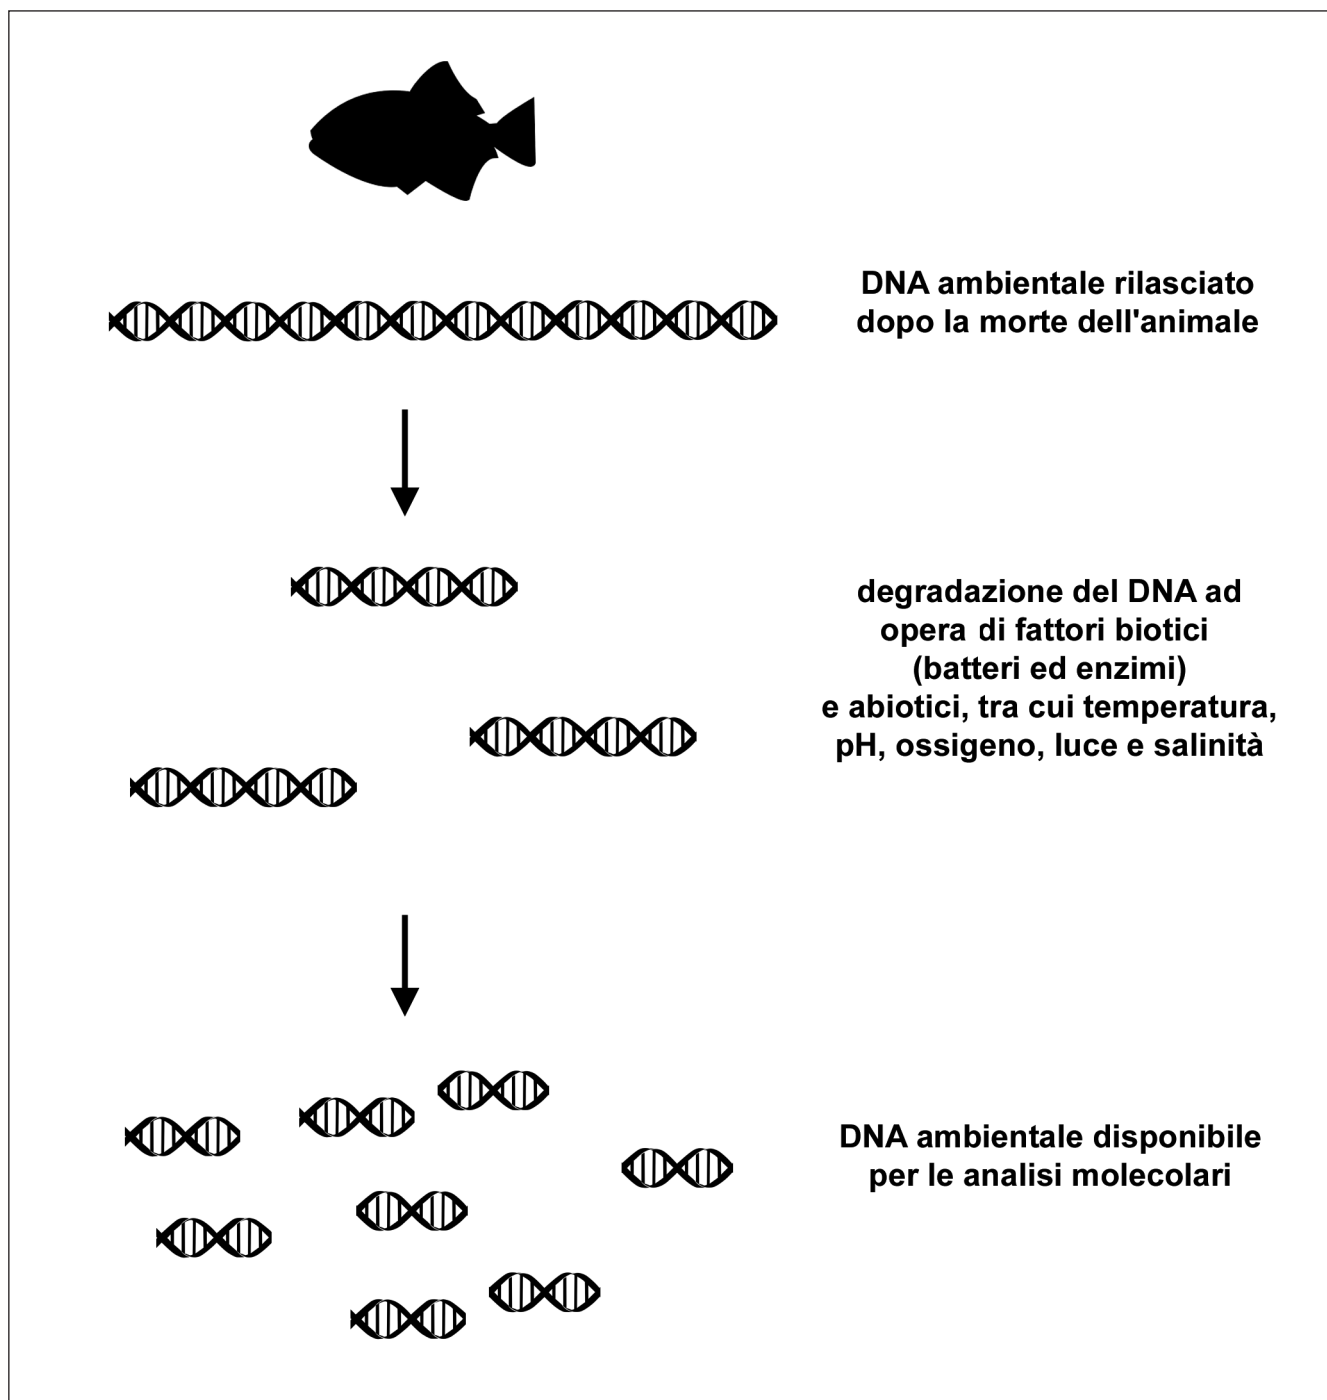 DNA ambientale rilasciato
dopo la morte dell'animale
degradazione del DNA ad
opera di fattori biotici
(batteri ed enzimi)
e abiotici, tra cui temperatura,
pH, ossigeno, luce e salinità
DNA ambientale disponibile
per le analisi molecolari